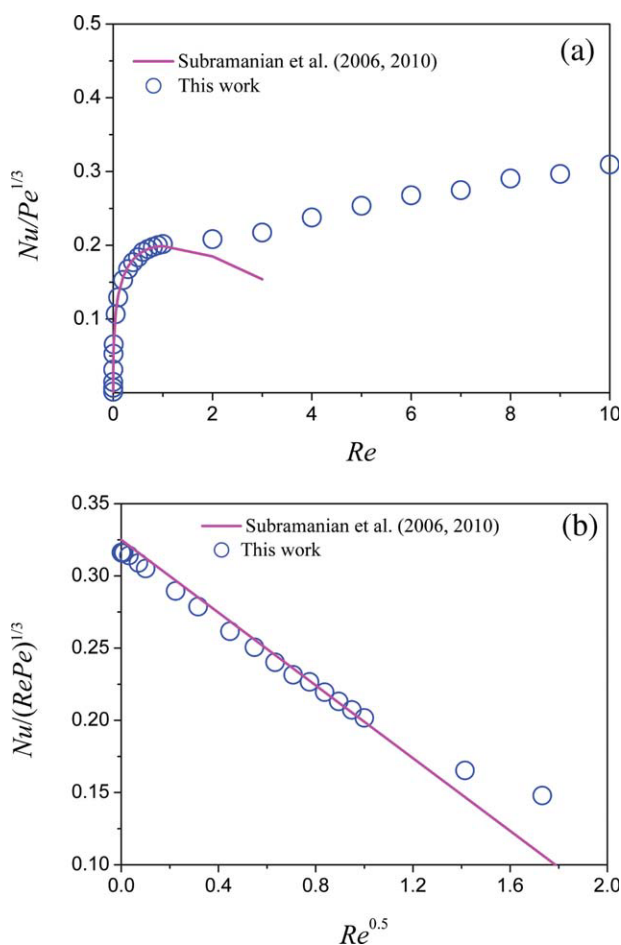 0.5
(a)
Subramanian et al. (2006, 2010)
This work
0.4
0.3
0.2
0.1
Nu/Pe^{1/3}
0 2 4 6 8 10
Re
0.35
(b)
Subramanian et al. (2006, 2010)
This work
0.30
0.25
0.20
0.15
0.10
Nu/(RePe)^{1/3}
0.0 0.4 0.8 1.2 1.6 2.0
Re^{0.5}